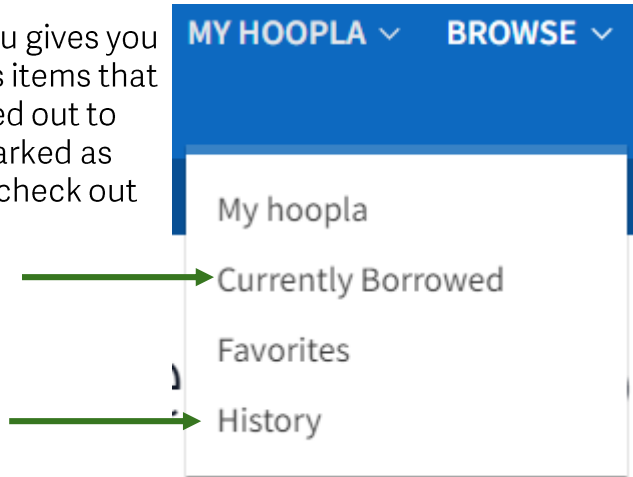 u gives you
s items that
ed out to
arked as
check out
MY HOOPLA BROWSE
My hoopla
Currently Borrowed
Favorites
History